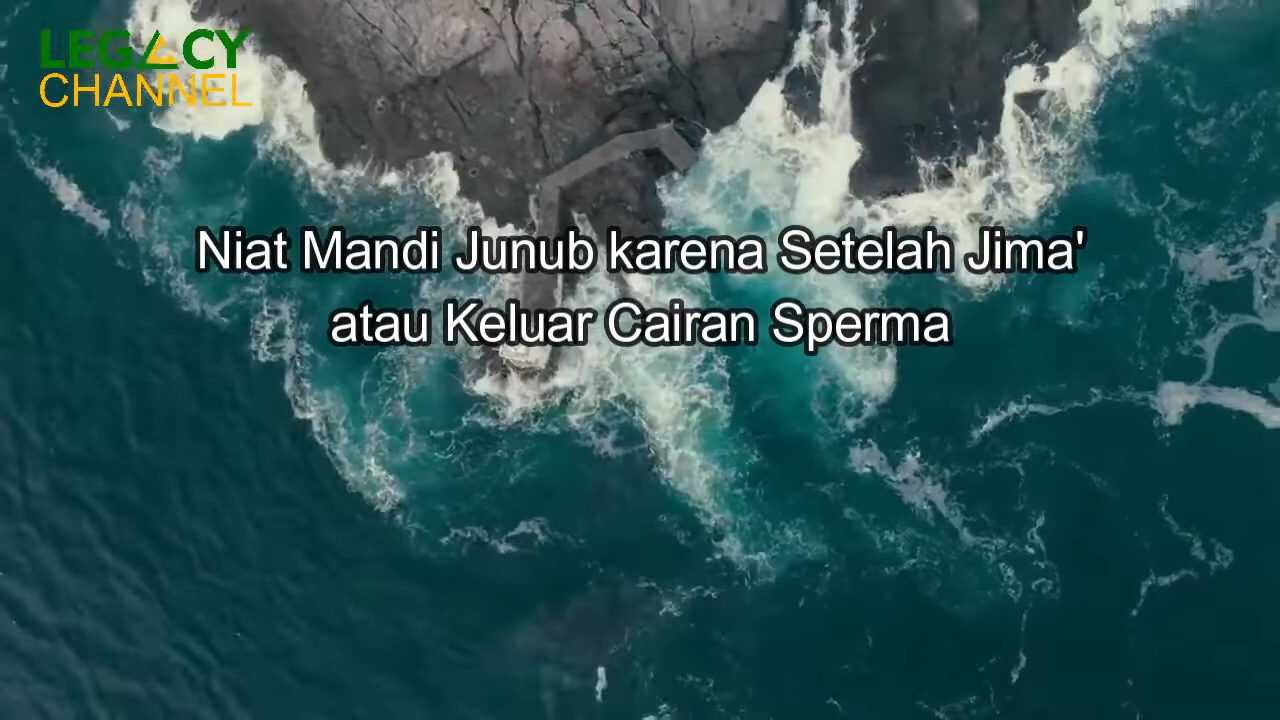 LEGACY
CHANNEL
Niat Mandi Junub karena Setelah Jima'
atau Keluar Cairan Sperma